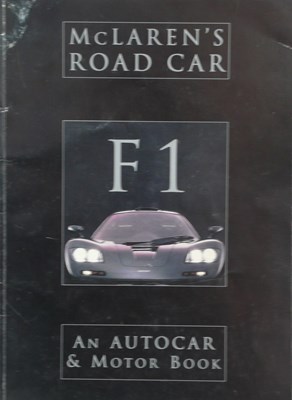 McLAREN'S
ROAD CAR
F1
AN AUTOCAR
& MOTOR BOOK